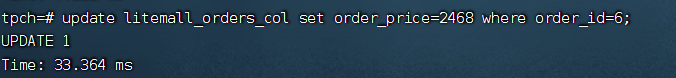 tpch=# update litemall_orders_col set order_price=2468 where order_id=6;
UPDATE 1
Time: 33.364 ms